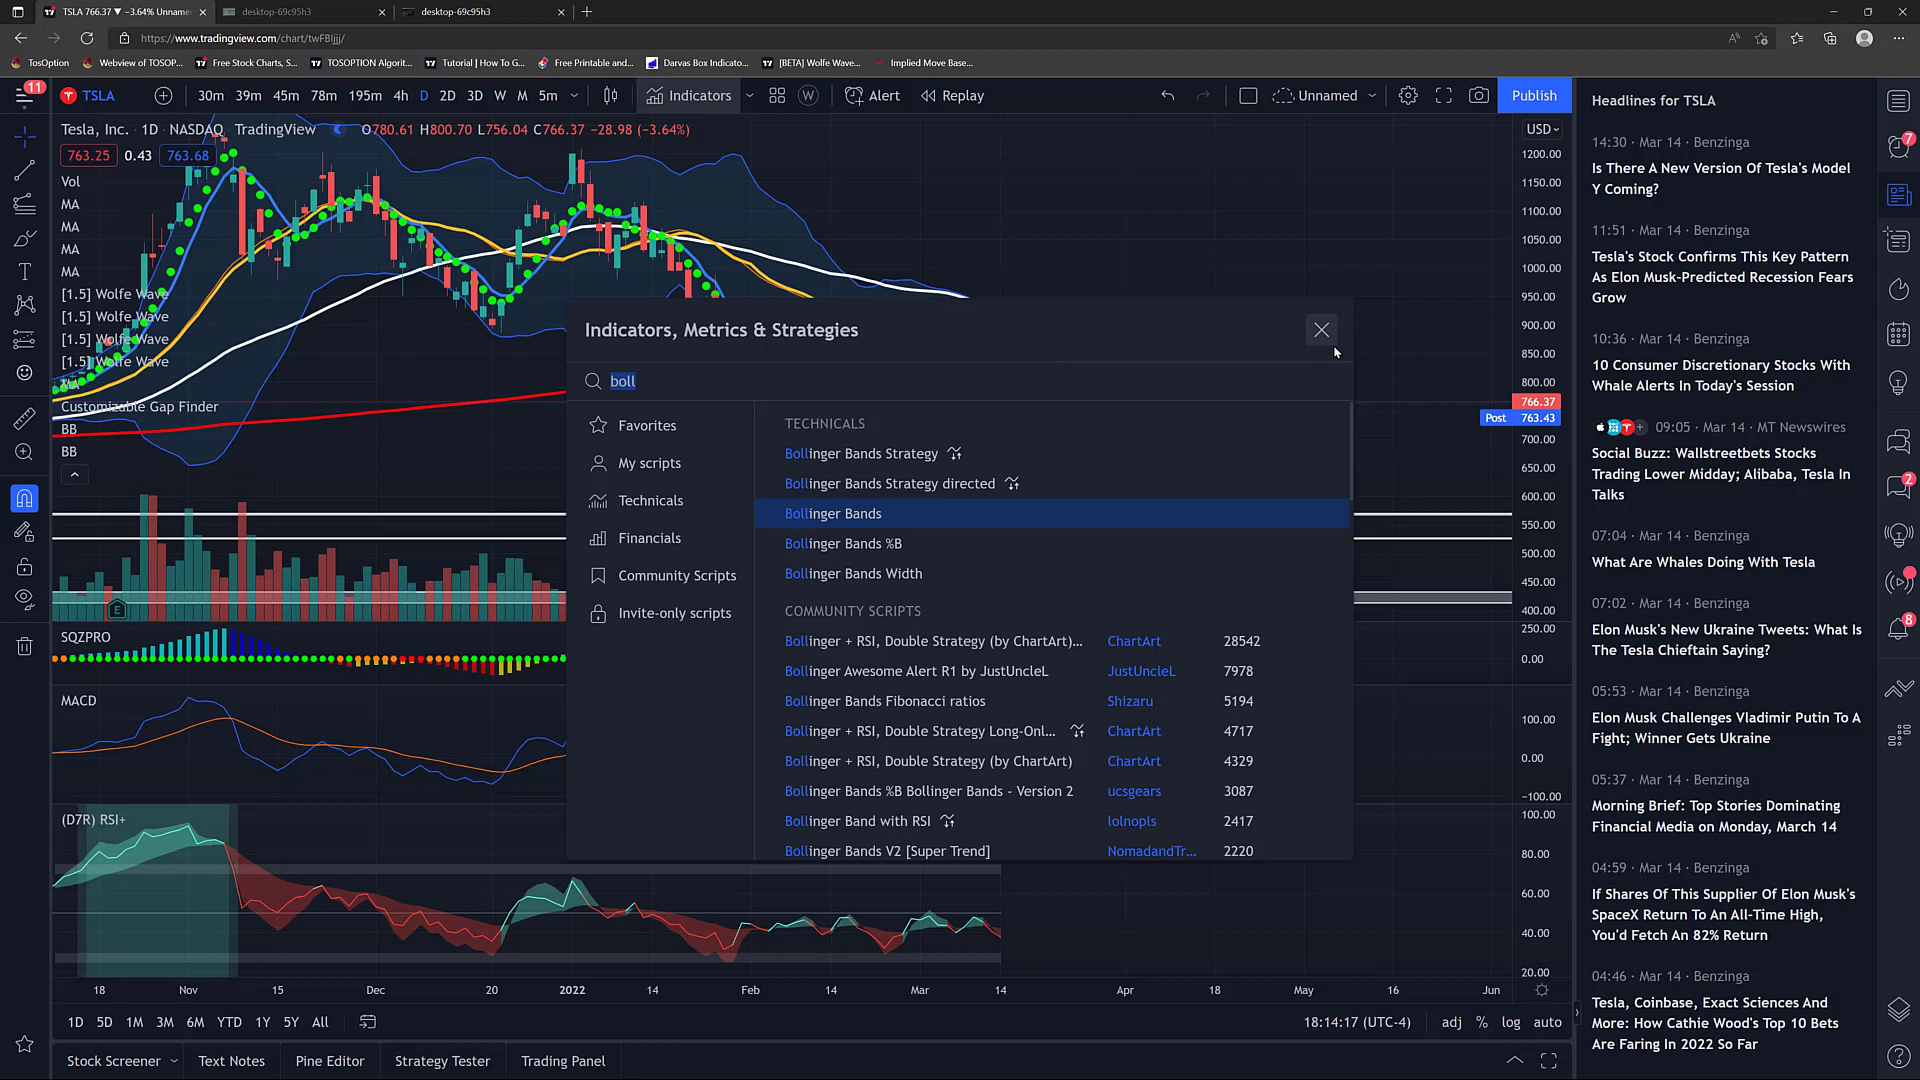 TSLA 766.37 ▼ −3.64% Unname
desktop-69c95h3
desktop-69c95h3
https://www.tradingview.com/chart/twFBIjjj/
TosOption
Webview of TOSOP...
Free Stock Charts, S...
TOSOPTION Algorit...
Tutorial | How To G...
Free Printable and...
Darvas Box Indicato...
[BETA] Wolfe Wave...
Implied Move Base...
11
TSLA
30m 39m 45m 78m 195m 4h D 2D 3D W M 5m
Indicators
W
Alert
Replay
Unnamed
Publish
Tesla, Inc. · 1D · NASDAQ TradingView
O780.61 H800.70 L756.04 C766.37 −28.98 (−3.64%)
763.25 0.43 763.68
Vol
MA
MA
MA
MA
[1.5] Wolfe Wave
[1.5] Wolfe Wave
[1.5] Wolfe Wave
[1.5] Wolfe Wave
MA
Customizable Gap Finder
BB
BB
E
SQZPRO
MACD
(D7R) RSI+
Indicators, Metrics & Strategies
boll
Favorites
My scripts
Technicals
Financials
Community Scripts
Invite-only scripts
TECHNICALS
Bollinger Bands Strategy
Bollinger Bands Strategy directed
Bollinger Bands
Bollinger Bands %B
Bollinger Bands Width
COMMUNITY SCRIPTS
Bollinger + RSI, Double Strategy (by ChartArt)... ChartArt 28542
Bollinger Awesome Alert R1 by JustUncleL JustUncleL 7978
Bollinger Bands Fibonacci ratios Shizaru 5194
Bollinger + RSI, Double Strategy Long-Onl... ChartArt 4717
Bollinger + RSI, Double Strategy (by ChartArt) ChartArt 4329
Bollinger Bands %B Bollinger Bands - Version 2 ucsgears 3087
Bollinger Band with RSI lolnopls 2417
Bollinger Bands V2 [Super Trend] NomadandTr... 2220
USD
1200.00
1150.00
1100.00
1050.00
1000.00
950.00
900.00
850.00
800.00
766.37
Post 763.43
700.00
650.00
600.00
550.00
500.00
450.00
400.00
250.00
0.00
100.00
0.00
−100.00
100.00
80.00
60.00
40.00
20.00
18 Nov 15 Dec 20 2022 14 Feb 14 Mar 14 Apr 18 May 16 Jun
1D 5D 1M 3M 6M YTD 1Y 5Y All
18:14:17 (UTC-4) adj % log auto
Stock Screener
Text Notes
Pine Editor
Strategy Tester
Trading Panel
Headlines for TSLA
14:30 · Mar 14 · Benzinga
Is There A New Version Of Tesla's Model
Y Coming?
11:51 · Mar 14 · Benzinga
Tesla's Stock Confirms This Key Pattern
As Elon Musk-Predicted Recession Fears
Grow
10:36 · Mar 14 · Benzinga
10 Consumer Discretionary Stocks With
Whale Alerts In Today's Session
09:05 · Mar 14 · MT Newswires
Social Buzz: Wallstreetbets Stocks
Trading Lower Midday; Alibaba, Tesla In
Talks
07:04 · Mar 14 · Benzinga
What Are Whales Doing With Tesla
07:02 · Mar 14 · Benzinga
Elon Musk's New Ukraine Tweets: What Is
The Tesla Chieftain Saying?
05:53 · Mar 14 · Benzinga
Elon Musk Challenges Vladimir Putin To A
Fight; Winner Gets Ukraine
05:37 · Mar 14 · Benzinga
Morning Brief: Top Stories Dominating
Financial Media on Monday, March 14
04:59 · Mar 14 · Benzinga
If Shares Of This Supplier Of Elon Musk's
SpaceX Return To An All-Time High,
You'd Fetch An 82% Return
04:46 · Mar 14 · Benzinga
Tesla, Coinbase, Exact Sciences And
More: How Cathie Wood's Top 10 Bets
Are Faring In 2022 So Far
7
2
8